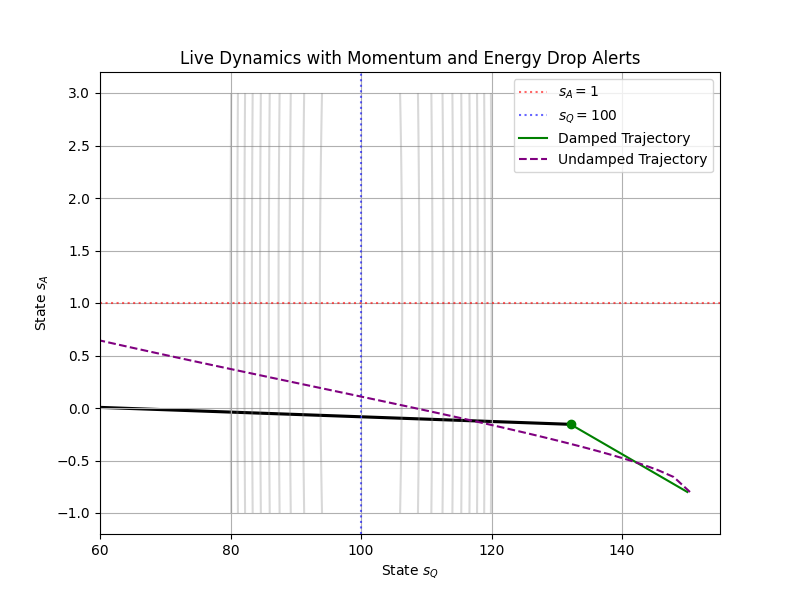 Live Dynamics with Momentum and Energy Drop Alerts
3.0
2.5
2.0
1.5
1.0
0.5
0.0
−0.5
−1.0
State s_A
s_A = 1
s_Q = 100
Damped Trajectory
Undamped Trajectory
60 80 100 120 140
State s_Q